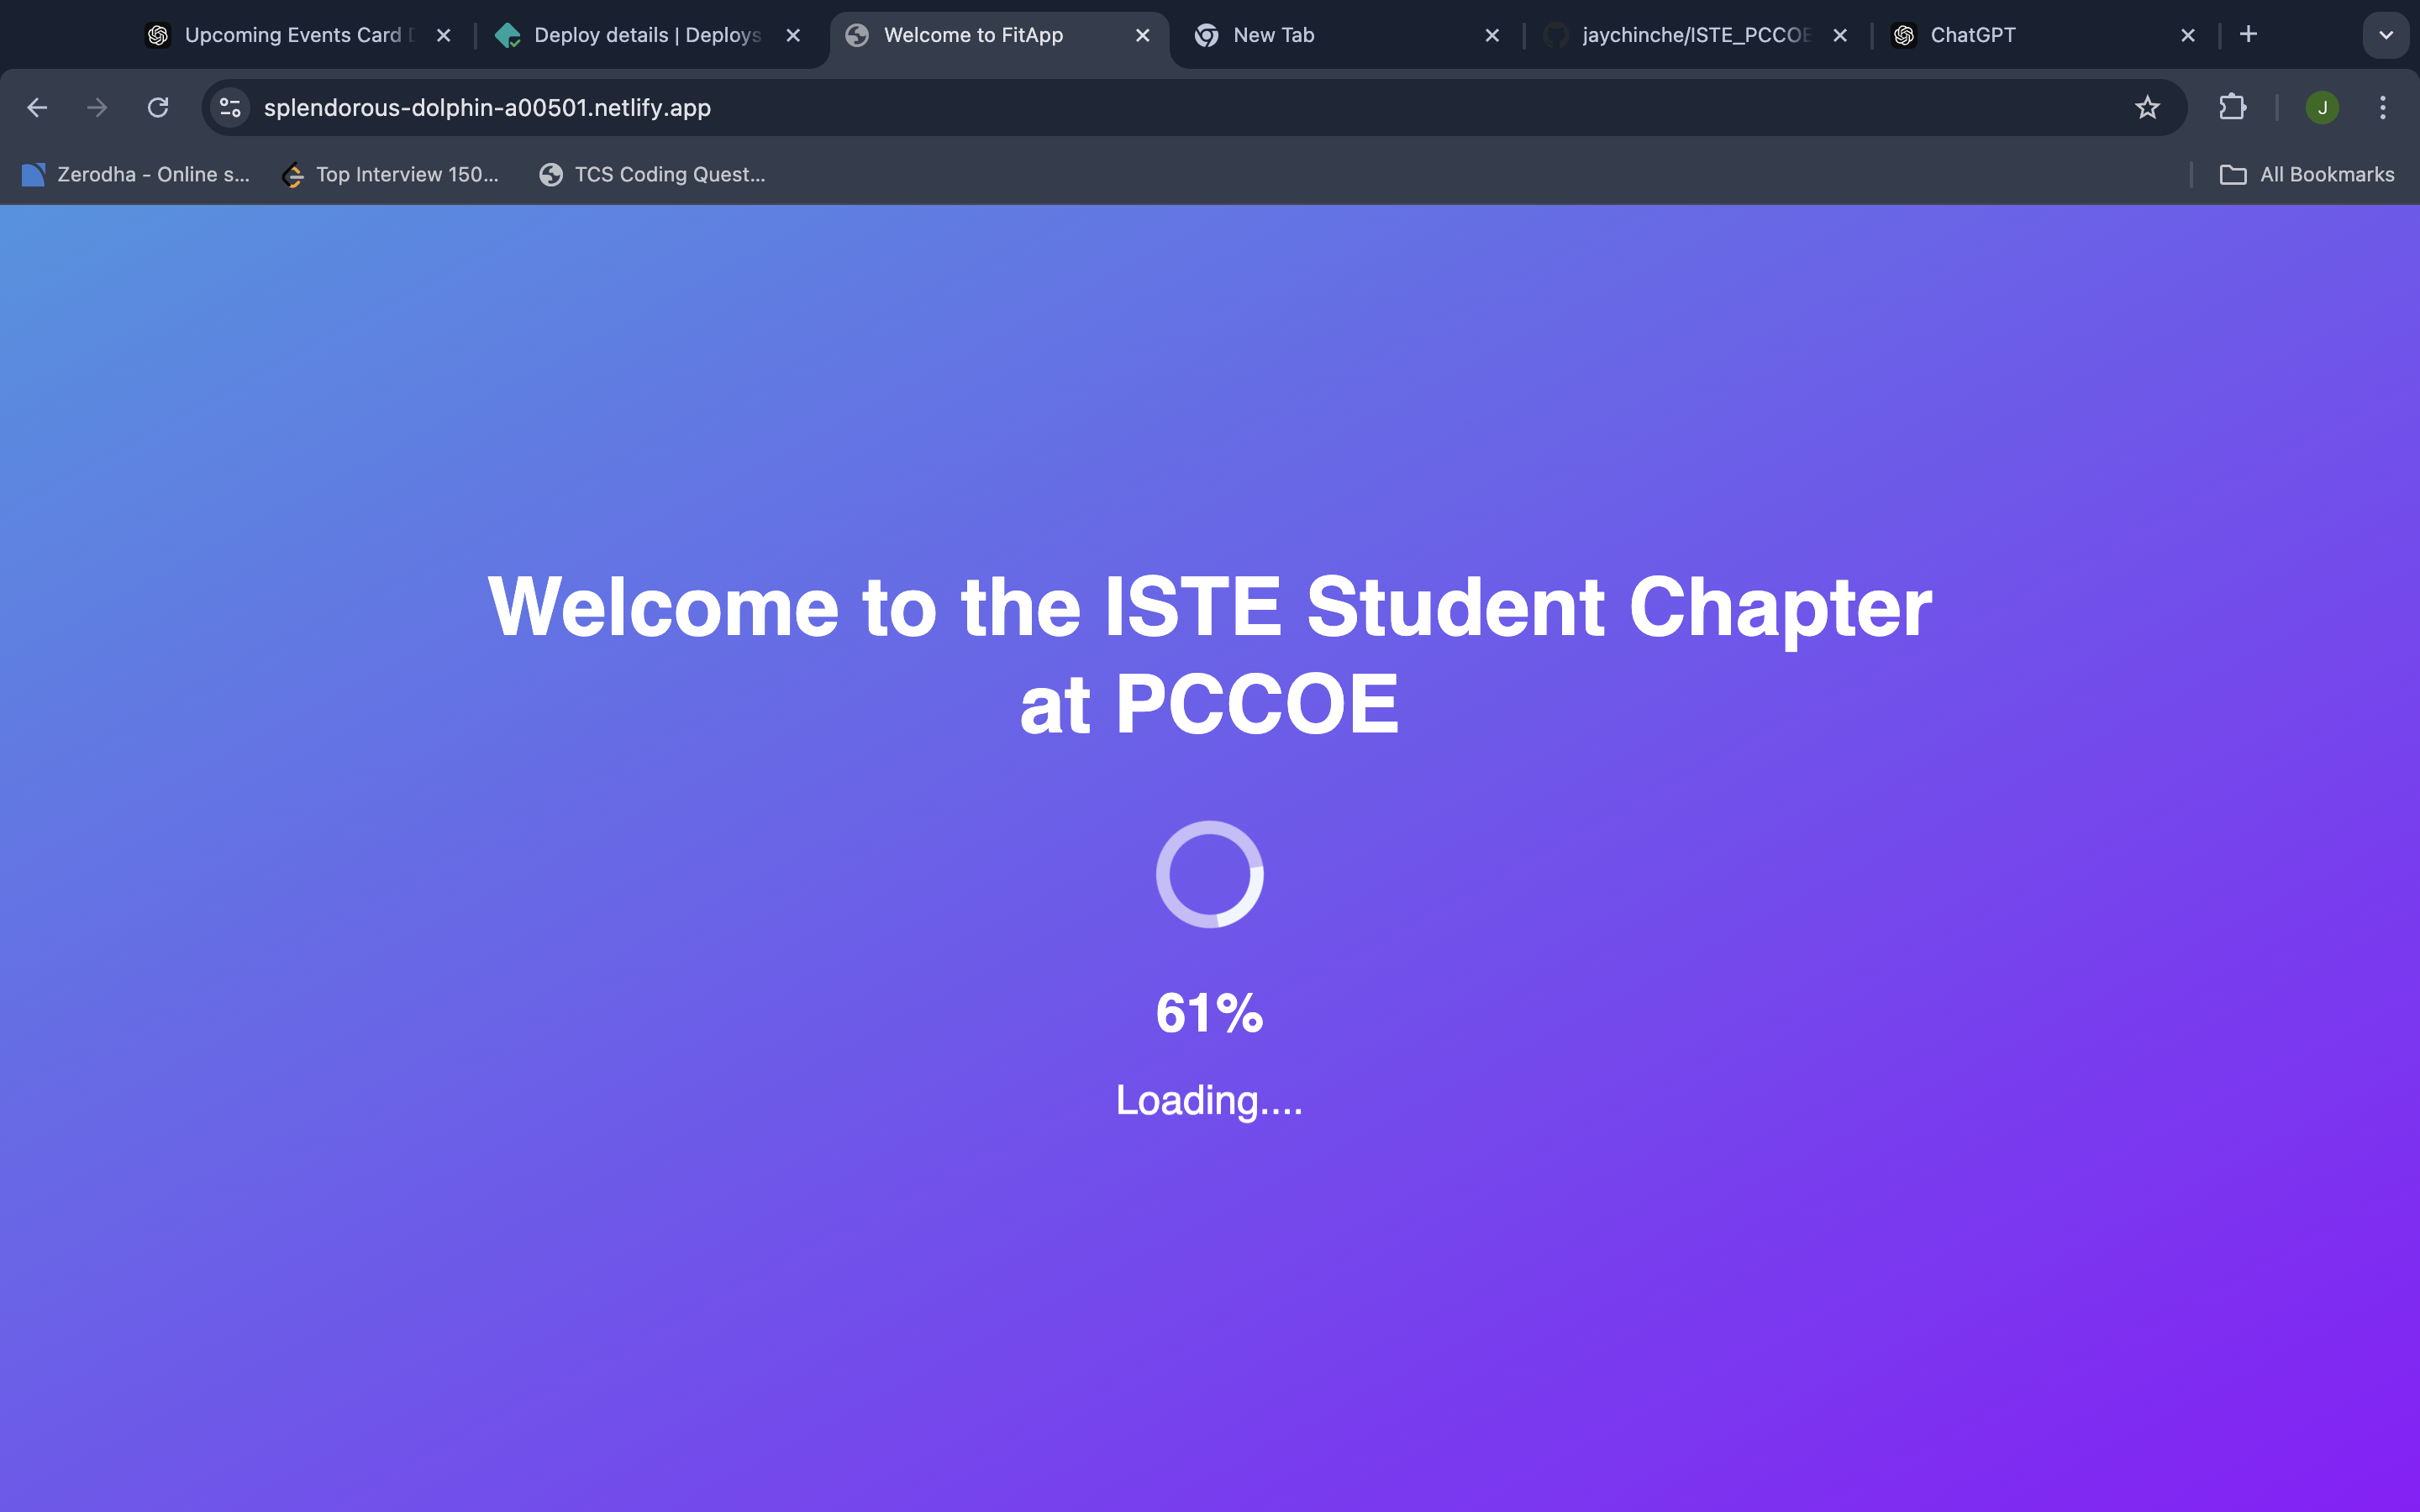 Upcoming Events Card
Deploy details | Deploys
Welcome to FitApp
New Tab
jaychinche/ISTE_PCCOE
ChatGPT
splendorous-dolphin-a00501.netlify.app
J
Zerodha - Online s...
Top Interview 150...
TCS Coding Quest...
All Bookmarks
Welcome to the ISTE Student Chapter
at PCCOE
61%
Loading....